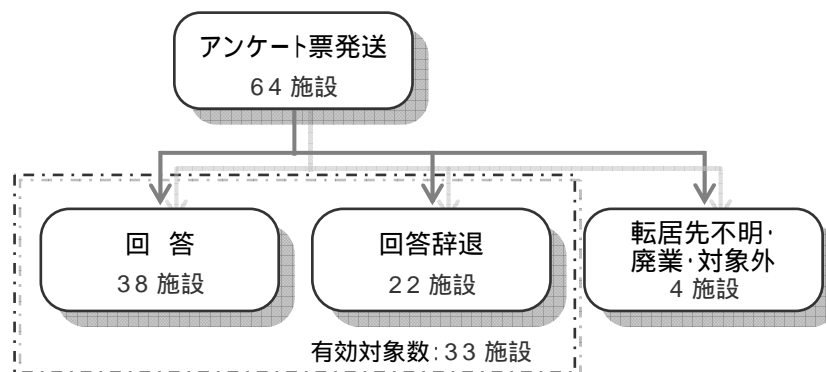 アンケート票発送
64 施設
回 答
38 施設
回答辞退
22 施設
転居先不明・
廃業・対象外
4 施設
有効対象数:33 施設